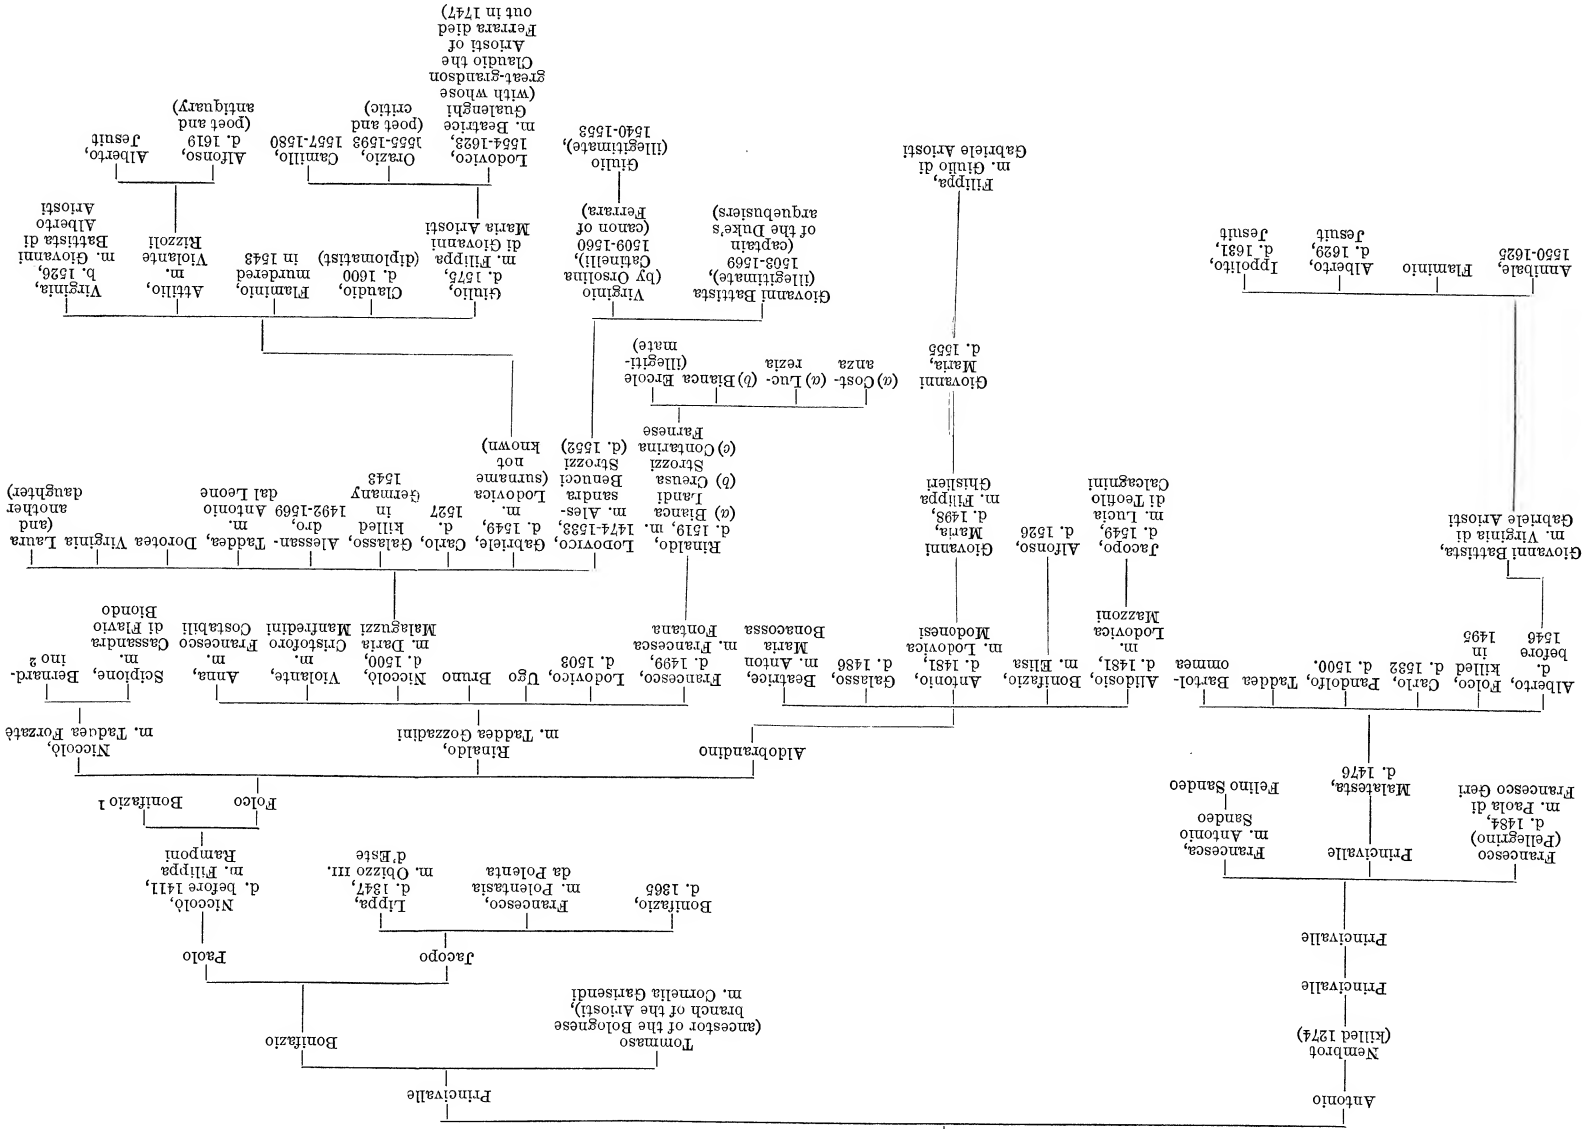 Antonio
Princivalle
Nembrot
(killed 1274)
Tommaso
(ancestor of the Bolognese
branch of the Ariosti),
m. Cornelia Garisendi
Bonifazio
Princivalle
Jacopo
Paolo
Princivalle
Bonifazio,
d. 1365
Francesco,
m. Polentasia
da Polenta
Lippa,
d. 1347,
m. Obizzo III.
d'Este
Niccolò,
d. before 1411,
m. Filippa
Ramponi
Francesco
(Pellegrino)
d. 1484,
m. Paola di
Francesco Geri
Princivalle
Francesca,
m. Antonio
Sandeo
Folco
Bonifazio 1
Malatesta,
d. 1476
Felino Sandeo
Aldobrandino
Rinaldo,
m. Taddea Gozzadini
Niccolò,
m. Taddea Forzatè
Alberto,
d.
before
1546
Folco,
killed
in
1495
Carlo,
d. 1532
Pandolfo,
d. 1500.
Taddea
Bartol-
ommea
Alidosio,
d. 1481,
m.
Lodovica
Mazzoni
Bonifazio,
m. Elisa
Antonio,
d. 1481,
m. Lodovica
Modonesi
Galasso,
d. 1486
Beatrice,
m. Anton
Maria
Bonacossa
Francesco,
d. 1499,
m. Francesca
Fontana
Lodovico,
d. 1503
Ugo
Bruno
Niccolò,
d. 1500,
m. Daria
Malaguzzi
Violante,
m.
Cristoforo
Manfredini
Anna,
m.
Francesco
Costabili
Scipione,
m.
Cassandra
di Flavio
Biondo
Bernard-
ino 2
Giovanni Battista,
m. Virginia di
Gabriele Ariosti
Jacopo,
d. 1549,
m. Lucia
di Teofilo
Calcagnini
Alfonso,
d. 1526
Giovanni
Maria,
d. 1498,
m. Filippa
Ghislieri
Rinaldo,
d. 1519, m.
(a) Bianca
Landi
(b) Creusa
Strozzi
(c) Contarina
Farnese
Lodovico,
1474-1533,
m. Ales-
sandra
Benucci
Strozzi
(d. 1552)
Gabriele,
d. 1549,
m.
Lodovica
(surname
not
known)
Carlo,
d.
1527
Galasso,
killed
in
Germany
1543
Alessan-
dro,
1492-1569
Taddea,
m.
Antonio
dal Leone
Dorotea
Virginia
Laura
(and
another
daughter)
Giovanni
Maria,
d. 1555
(a) Cost-
anza
(a) Luc-
rezia
(b) Bianca
Ercole
(illegiti-
mate)
Annibale,
1550-1625
Flaminio
Alberto,
d. 1629,
Jesuit
Ippolito,
d. 1631,
Jesuit
Giovanni Battista
(illegitimate),
1503-1569
(captain
of the Duke's
arquebusiers)
Virginio
(by Orsolina
Catinelli),
1509-1560
(canon of
Ferrara)
Giulio,
d. 1575,
m. Filippa
di Giovanni
Maria Ariosti
Claudio,
d. 1600
(diplomatist)
Flaminio,
murdered
in 1543
Attilio,
m.
Violante
Rizzoli
Virginia,
b. 1526,
m. Giovanni
Battista di
Alberto
Ariosti
Filippa,
m. Giulio di
Gabriele Ariosti
Giulio
(illegitimate),
1540-1553
Lodovico,
1554-1623,
m. Beatrice
Gualenghi
(with whose
great-grandson
Claudio the
Ariosti of
Ferrara died
out in 1747)
Orazio,
1555-1593
(poet and
critic)
Camillo,
1557-1580
Alfonso,
d. 1619
(poet and
antiquary)
Alberto,
Jesuit